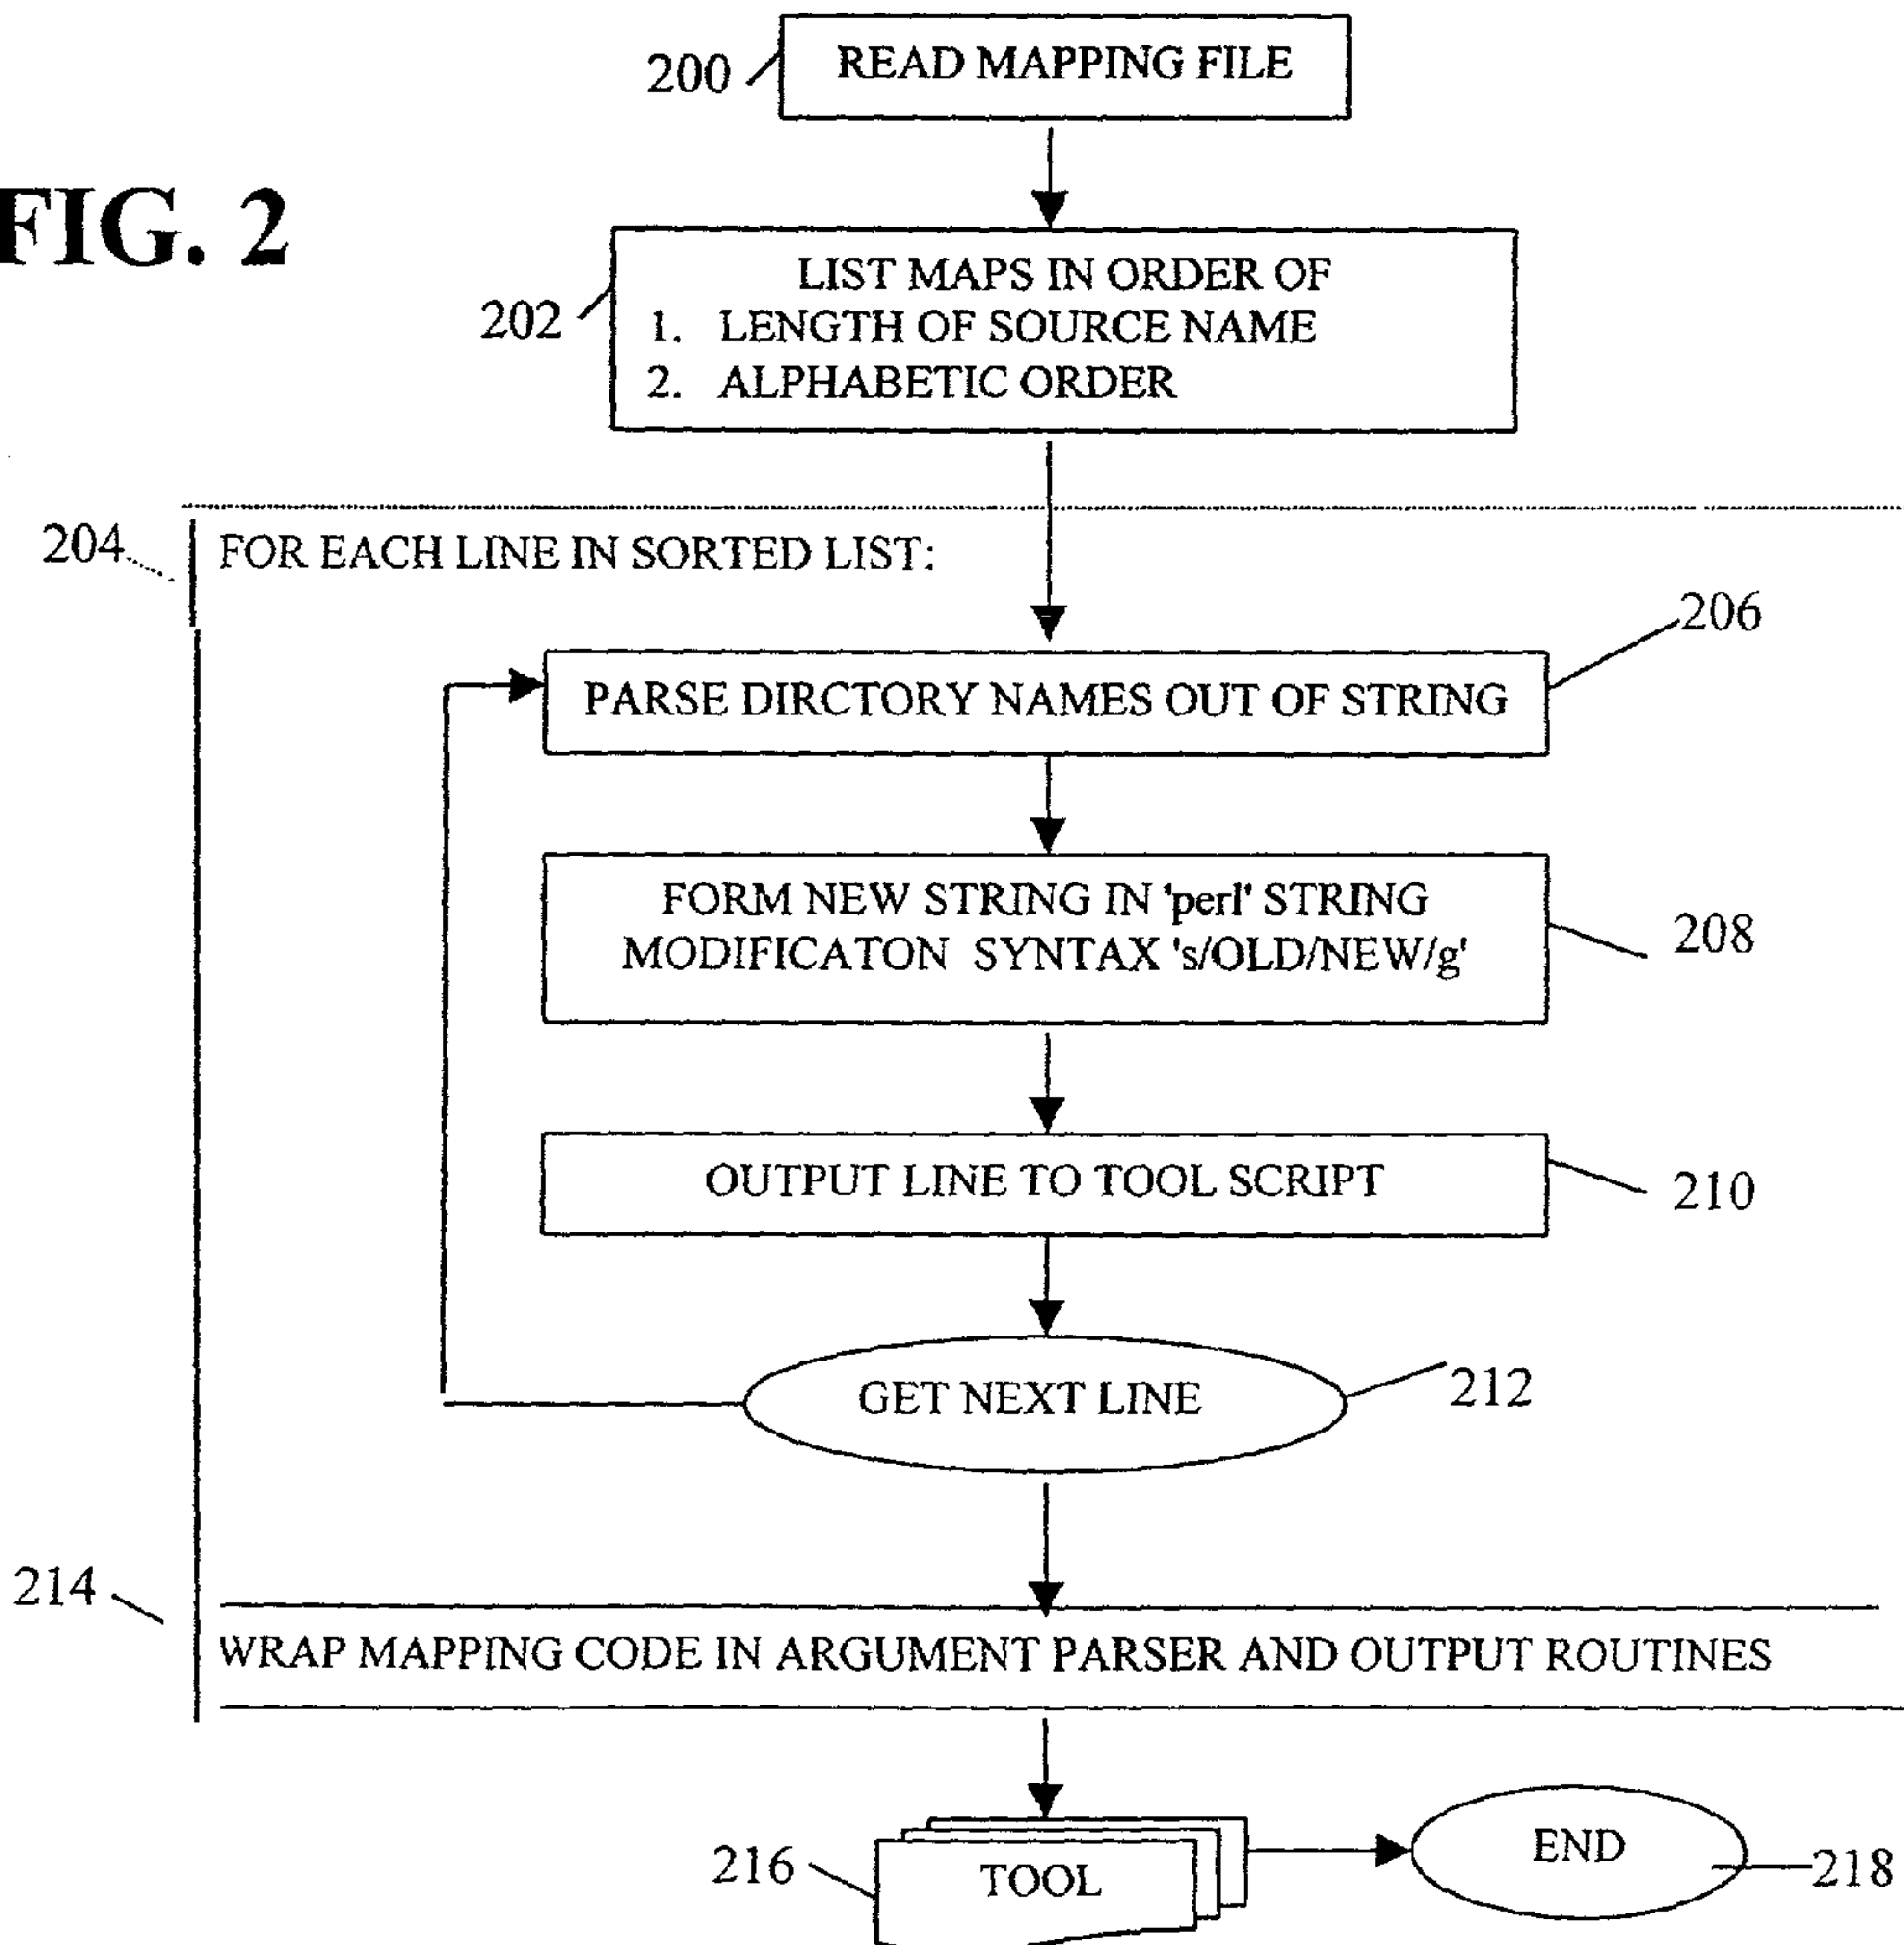 200
READ MAPPING FILE
FIG. 2
202
LIST MAPS IN ORDER OF
1. LENGTH OF SOURCE NAME
2. ALPHABETIC ORDER
204
FOR EACH LINE IN SORTED LIST:
206
PARSE DIRCTORY NAMES OUT OF STRING
FORM NEW STRING IN 'perl' STRING
MODIFICATON SYNTAX 's/OLD/NEW/g'
208
OUTPUT LINE TO TOOL SCRIPT
210
GET NEXT LINE
212
214
WRAP MAPPING CODE IN ARGUMENT PARSER AND OUTPUT ROUTINES
216
TOOL
END
218